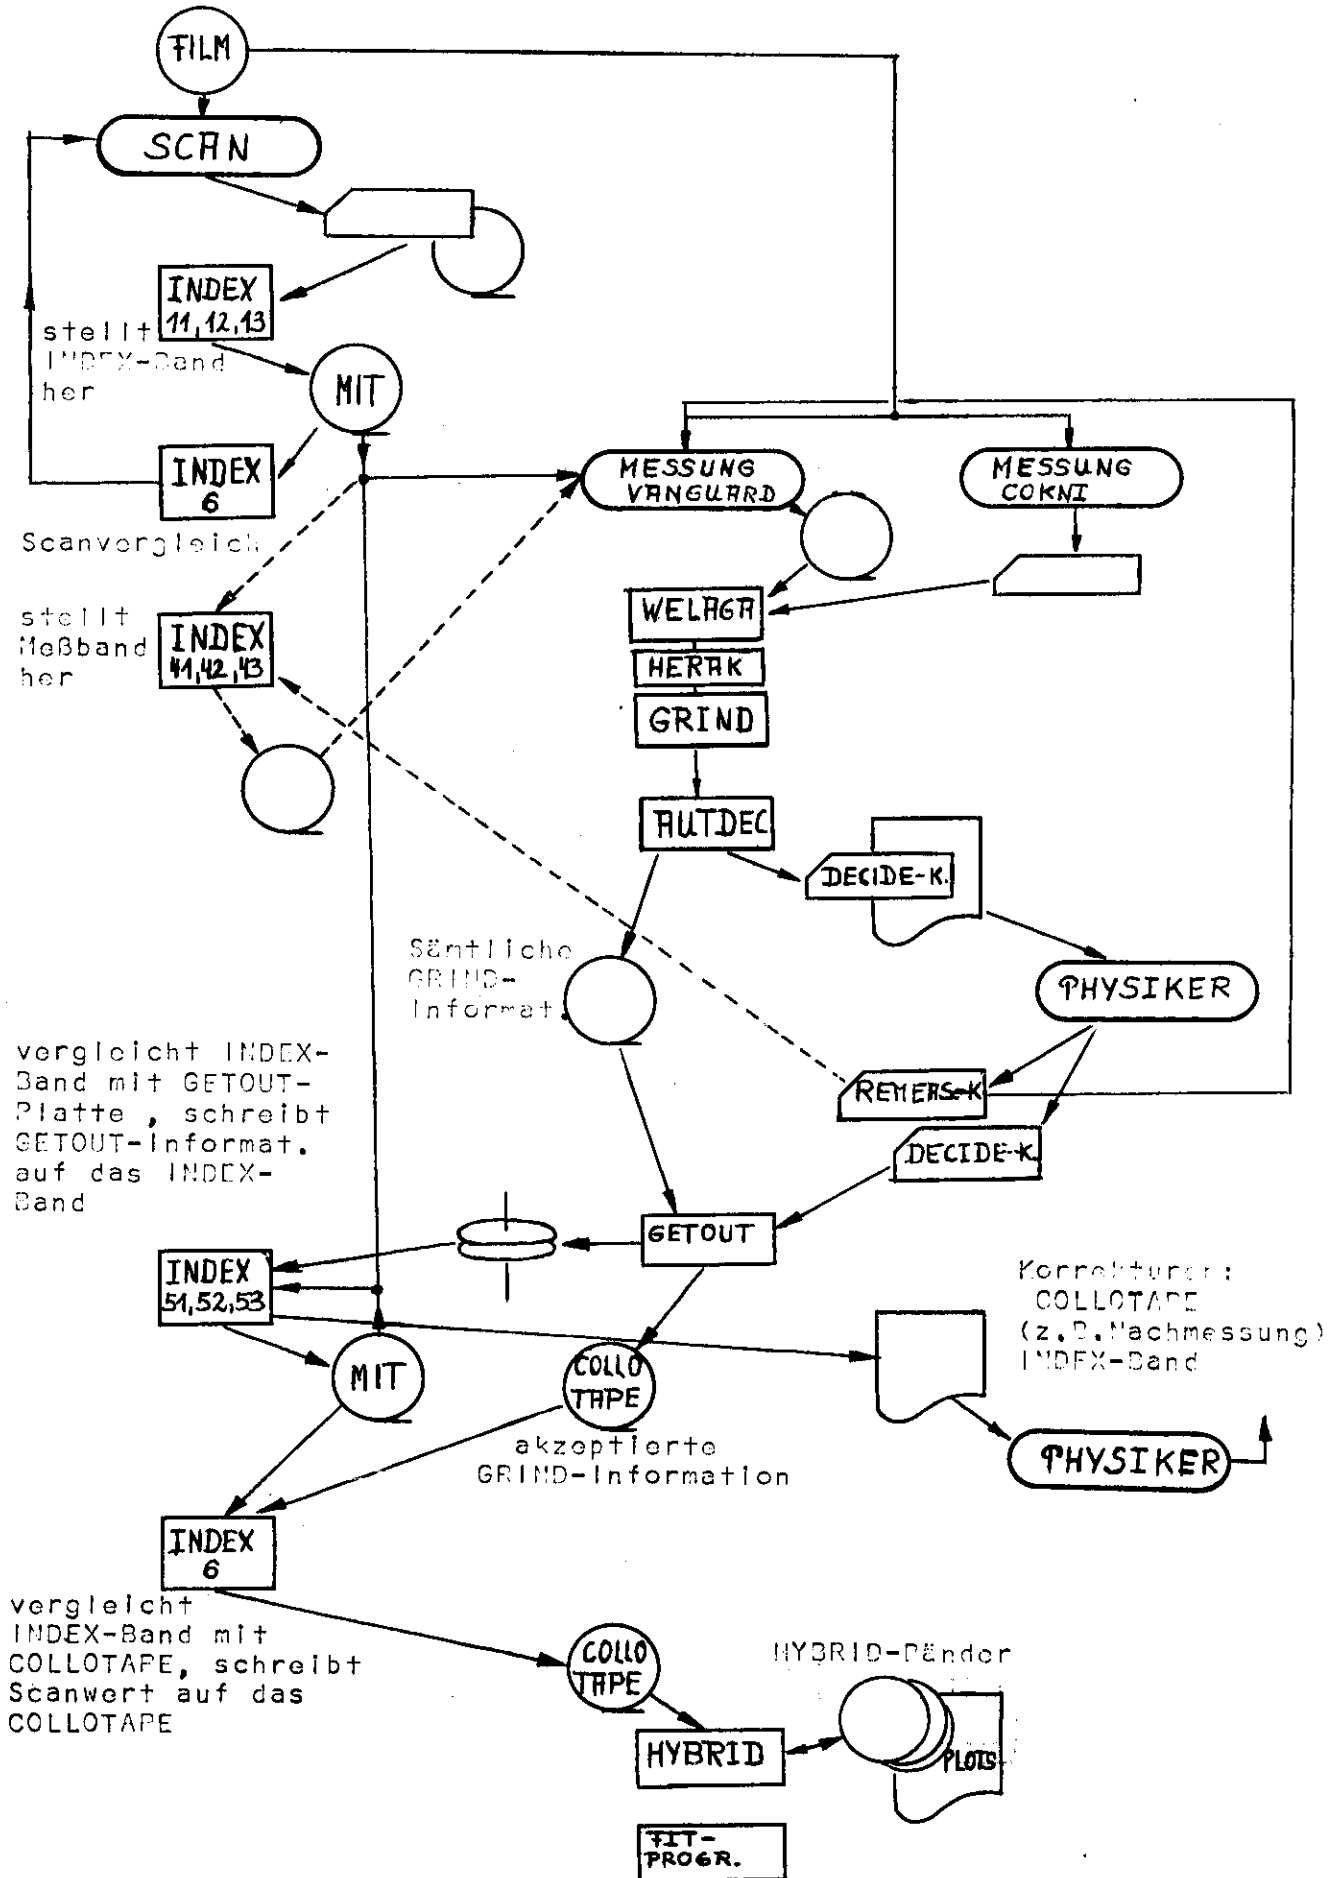 FILM
SCAN
INDEX
11,12,13
stellt
INDEX-Band
her
MIT
INDEX
6
Scanvergleich
MESSUNG
VANGUARD
MESSUNG
COKNI
stellt
Meßband
her
INDEX
41,42,43
WELAGA
HERAK
GRIND
AUTDEC
DECIDE-K.
Sämtliche
GRIND-
Informat.
PHYSIKER
REMERS-K
DECIDE-K.
vergleicht INDEX-
Band mit GETOUT-
Platte , schreibt
GETOUT-Informat.
auf das INDEX-
Band
GETOUT
INDEX
51,52,53
Korrekturen:
COLLOTAPE
(z.B.Nachmessung)
INDEX-Band
MIT
COLLO
TAPE
akzeptierte
GRIND-Information
PHYSIKER
INDEX
6
vergleicht
INDEX-Band mit
COLLOTAPE, schreibt
Scanwert auf das
COLLOTAPE
COLLO
TAPE
HYBRID-Bänder
HYBRID
PLOTS
FIT-
PROGR.